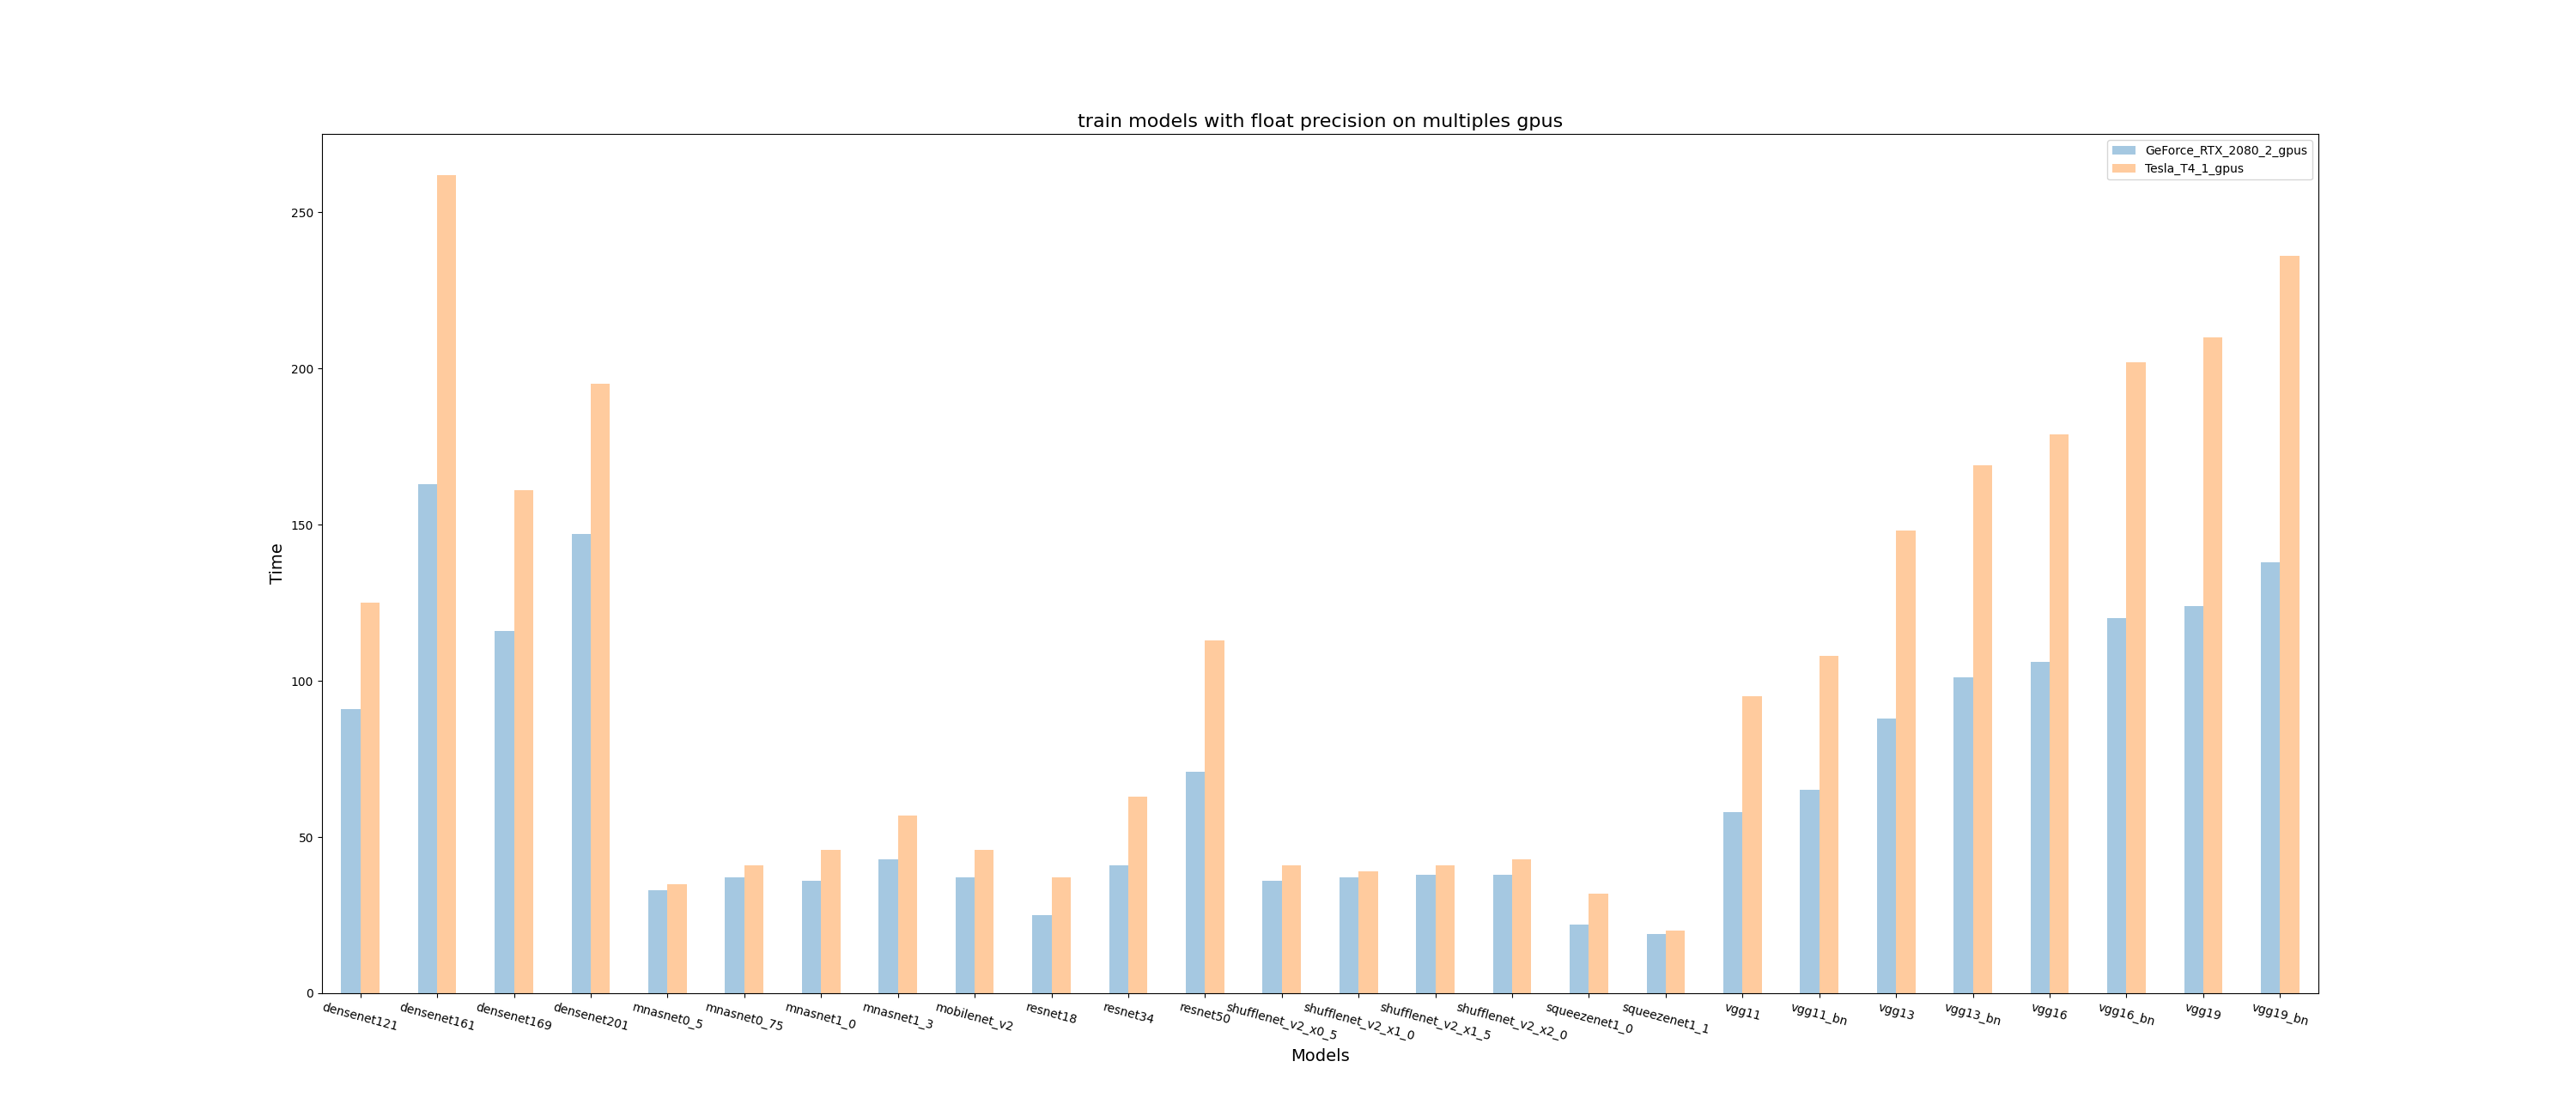 train models with float precision on multiples gpus
GeForce_RTX_2080_2_gpus
Tesla_T4_1_gpus
Time
250
200
150
100
50
0
densenet121
densenet161
densenet169
densenet201
mnasnet0_5
mnasnet0_75
mnasnet1_0
mnasnet1_3
mobilenet_v2
resnet18
resnet34
resnet50
shufflenet_v2_x0_5
shufflenet_v2_x1_0
shufflenet_v2_x1_5
shufflenet_v2_x2_0
squeezenet1_0
squeezenet1_1
vgg11
vgg11_bn
vgg13
vgg13_bn
vgg16
vgg16_bn
vgg19
vgg19_bn
Models